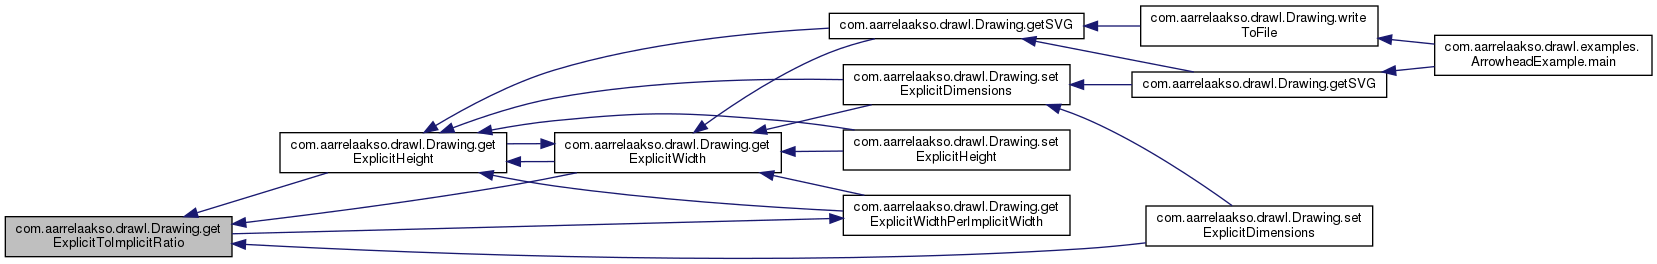 com.aarrelaakso.drawl.Drawing.get
ExplicitToImplicitRatio
com.aarrelaakso.drawl.Drawing.get
ExplicitHeight
com.aarrelaakso.drawl.Drawing.get
ExplicitWidth
com.aarrelaakso.drawl.Drawing.getSVG
com.aarrelaakso.drawl.Drawing.set
ExplicitDimensions
com.aarrelaakso.drawl.Drawing.set
ExplicitHeight
com.aarrelaakso.drawl.Drawing.get
ExplicitWidthPerImplicitWidth
com.aarrelaakso.drawl.Drawing.write
ToFile
com.aarrelaakso.drawl.Drawing.getSVG
com.aarrelaakso.drawl.Drawing.set
ExplicitDimensions
com.aarrelaakso.drawl.examples.
ArrowheadExample.main